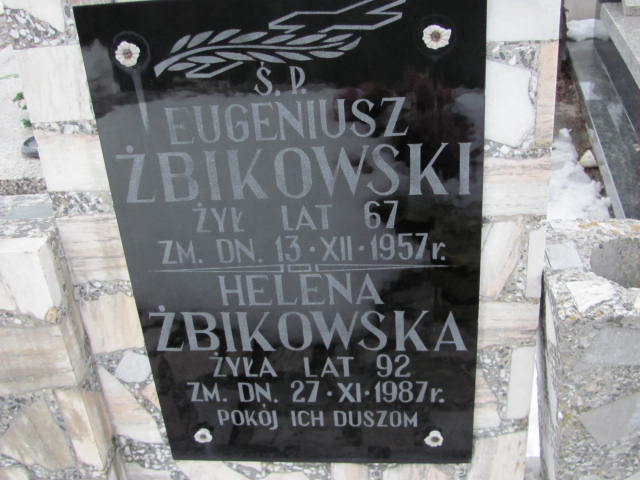 Ś. P.
EUGENIUSZ
ŻBIKOWSKI
ŻYŁ LAT 67
ZM. DN. 13·XII·1957r.
HELENA
ŻBIKOWSKA
ŻYŁA LAT 92
ZM. DN. 27·XI·1987r.
POKÓJ ICH DUSZOM